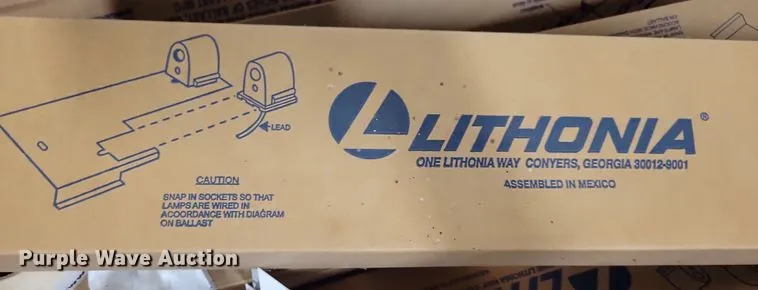 LEAD
LITHONIA®
ONE LITHONIA WAY CONYERS, GEORGIA 30012-9001
ASSEMBLED IN MEXICO
CAUTION
SNAP IN SOCKETS SO THAT
LAMPS ARE WIRED IN
ACCORDANCE WITH DIAGRAM
ON BALLAST
Purple Wave Auction